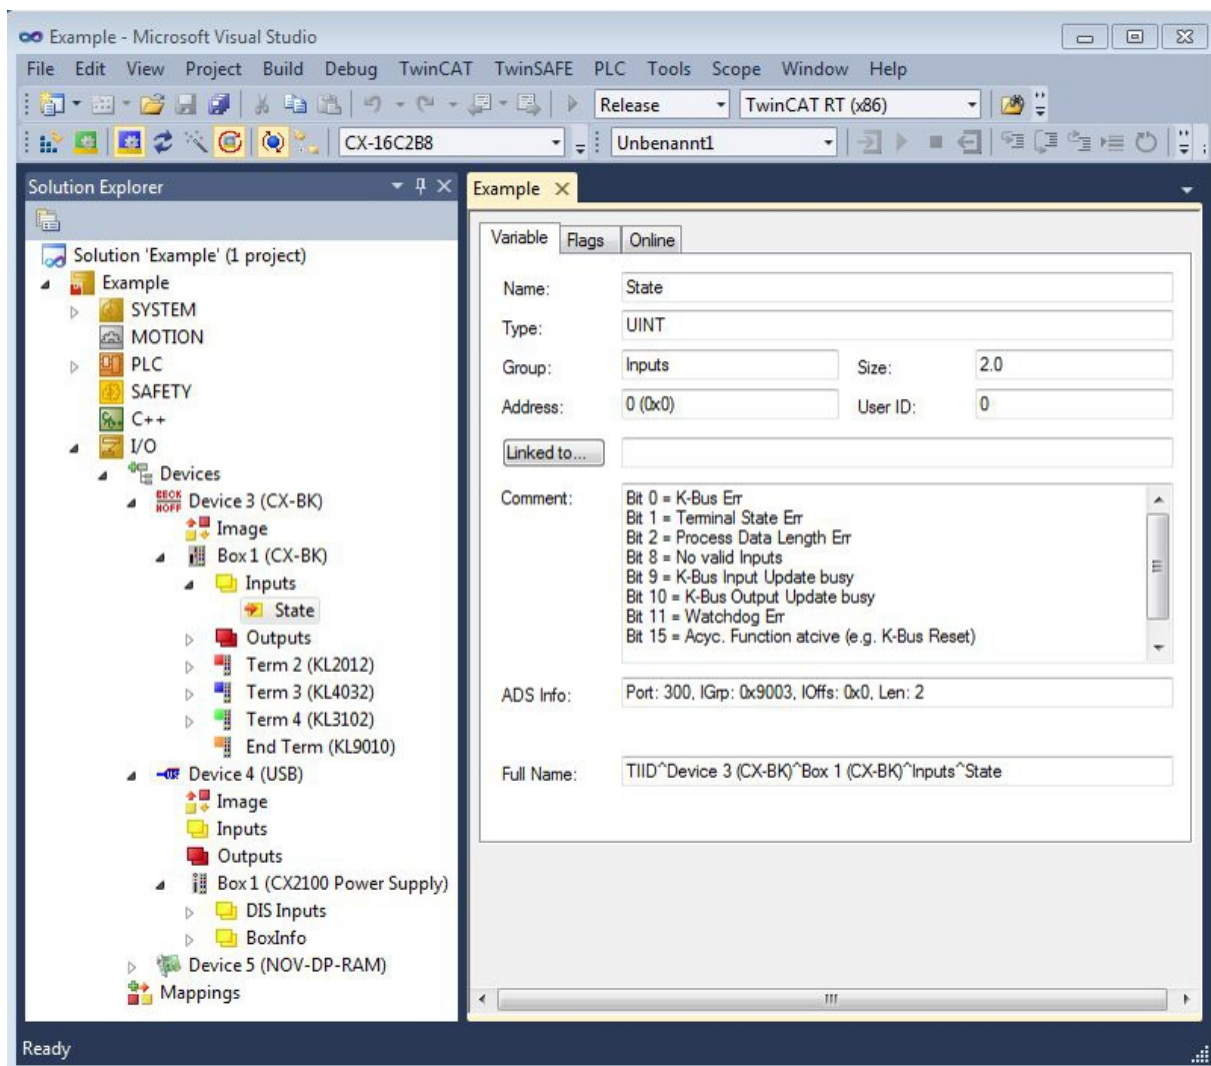 Example - Microsoft Visual Studio
File Edit View Project Build Debug TwinCAT TwinSAFE PLC Tools Scope Window Help
Release TwinCAT RT (x86)
CX-16C2B8 Unbenannt1
Solution Explorer
Solution 'Example' (1 project)
Example
SYSTEM
MOTION
PLC
SAFETY
C++
I/O
Devices
BECK
HOFF
Device 3 (CX-BK)
Image
Box 1 (CX-BK)
Inputs
State
Outputs
Term 2 (KL2012)
Term 3 (KL4032)
Term 4 (KL3102)
End Term (KL9010)
Device 4 (USB)
Image
Inputs
Outputs
Box 1 (CX2100 Power Supply)
DIS Inputs
BoxInfo
Device 5 (NOV-DP-RAM)
Mappings
Example
Variable Flags Online
Name: State
Type: UINT
Group: Inputs Size: 2.0
Address: 0 (0x0) User ID: 0
Linked to...
Comment: Bit 0 = K-Bus Err
Bit 1 = Terminal State Err
Bit 2 = Process Data Length Err
Bit 8 = No valid Inputs
Bit 9 = K-Bus Input Update busy
Bit 10 = K-Bus Output Update busy
Bit 11 = Watchdog Err
Bit 15 = Acyc. Function atcive (e.g. K-Bus Reset)
ADS Info: Port: 300, IGrp: 0x9003, IOffs: 0x0, Len: 2
Full Name: TIID^Device 3 (CX-BK)^Box 1 (CX-BK)^Inputs^State
Ready